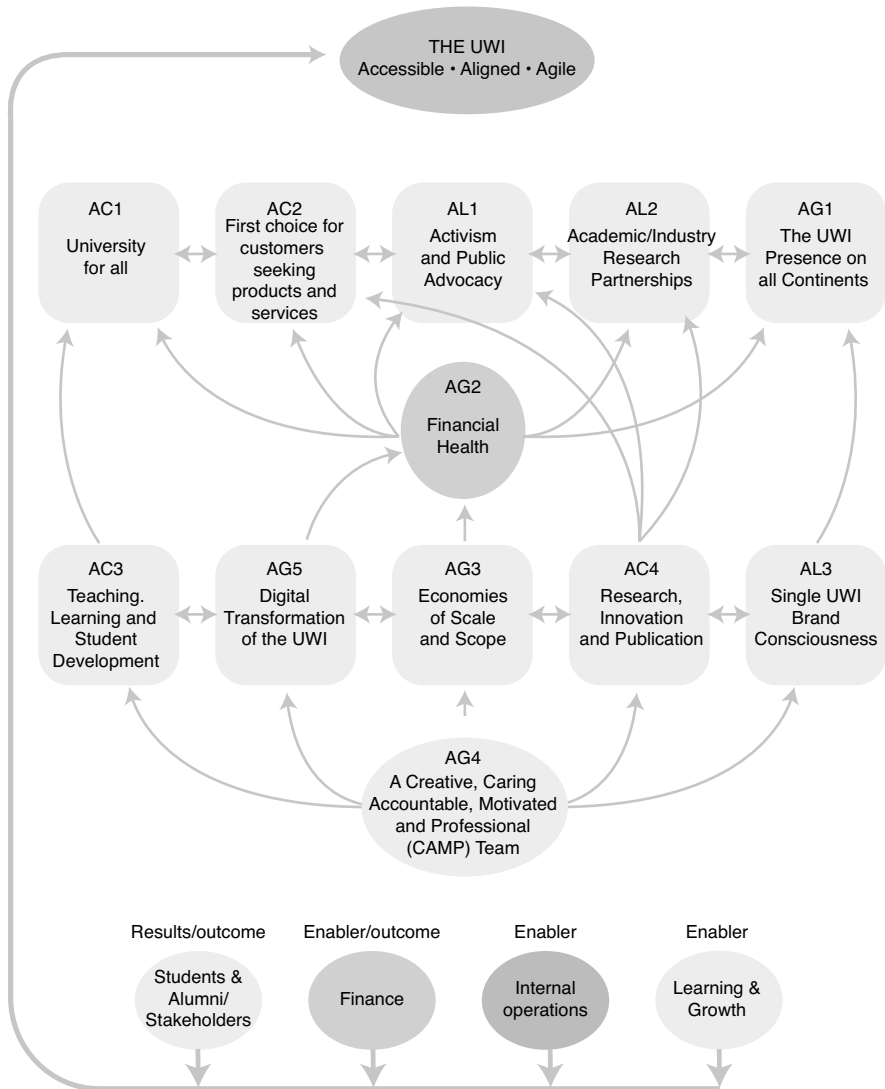 THE UWI
Accessible • Aligned • Agile
AC1
University
for all
AC2
First choice for
customers
seeking
products and
services
AL1
Activism
and Public
Advocacy
AL2
Academic/Industry
Research
Partnerships
AG1
The UWI
Presence on
all Continents
AG2
Financial
Health
AC3
Teaching.
Learning and
Student
Development
AG5
Digital
Transformation
of the UWI
AG3
Economies
of Scale
and Scope
AC4
Research,
Innovation
and Publication
AL3
Single UWI
Brand
Consciousness
AG4
A Creative, Caring
Accountable, Motivated
and Professional
(CAMP) Team
Results/outcome
Students &
Alumni/
Stakeholders
Enabler/outcome
Finance
Enabler
Internal
operations
Enabler
Learning &
Growth